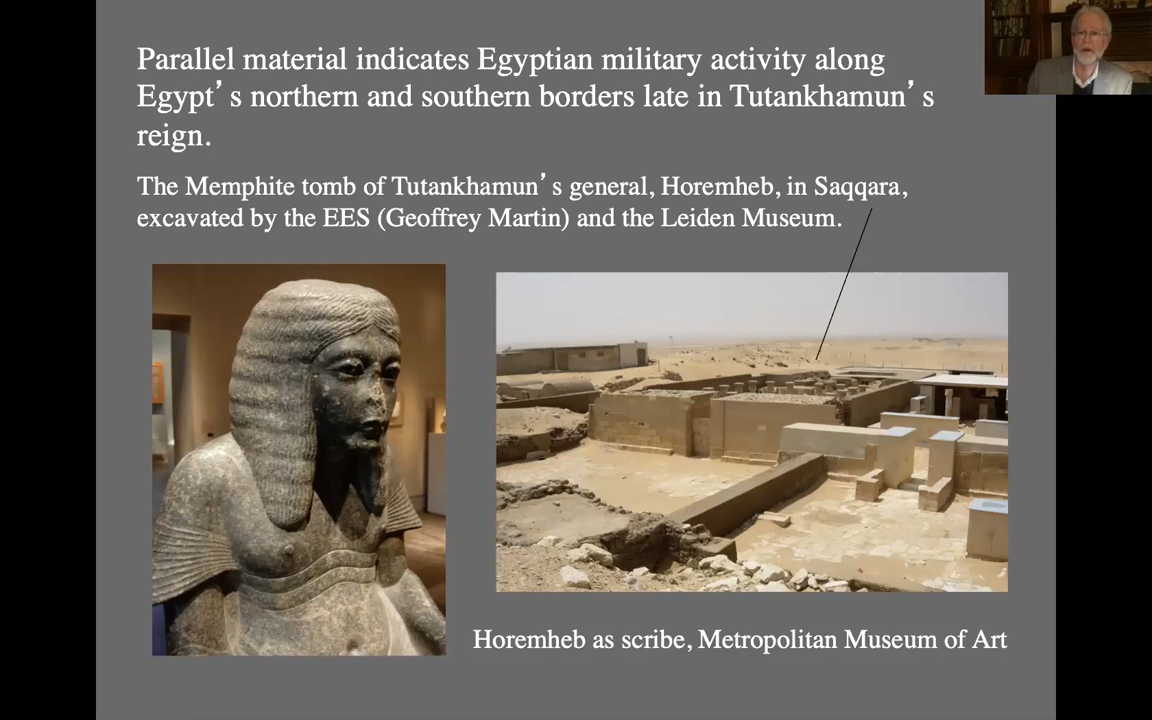 Parallel material indicates Egyptian military activity along
Egypt’s northern and southern borders late in Tutankhamun’s
reign.
The Memphite tomb of Tutankhamun’s general, Horemheb, in Saqqara,
excavated by the EES (Geoffrey Martin) and the Leiden Museum.
Horemheb as scribe, Metropolitan Museum of Art